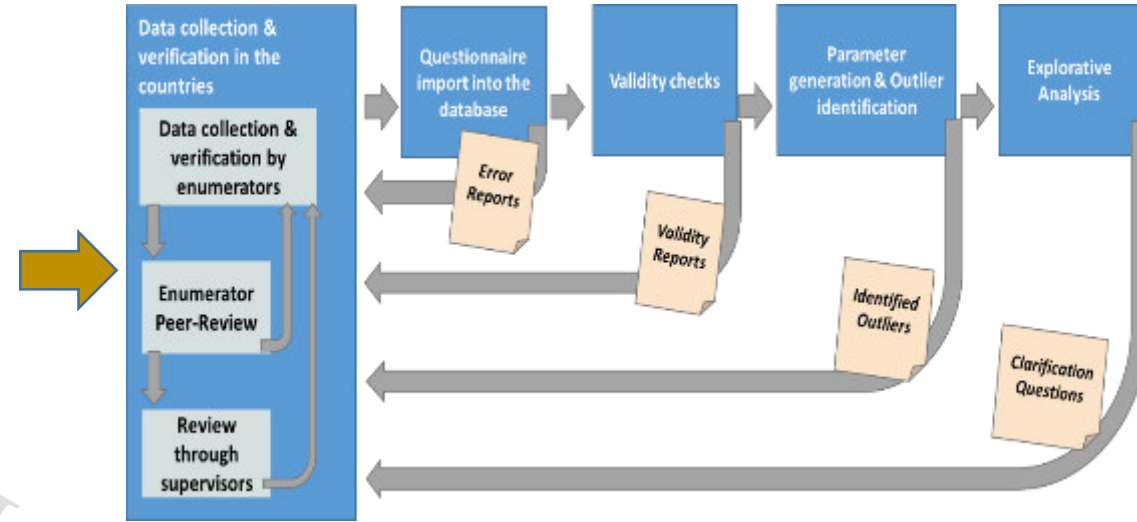 Data collection &
verification in the
countries
Data collection &
verification by
enumerators
Enumerator
Peer-Review
Review
through
supervisors
Questionnaire
import into the
database
Error
Reports
Validity checks
Validity
Reports
Parameter
generation & Outlier
identification
Identified
Outliers
Explorative
Analysis
Clarification
Questions